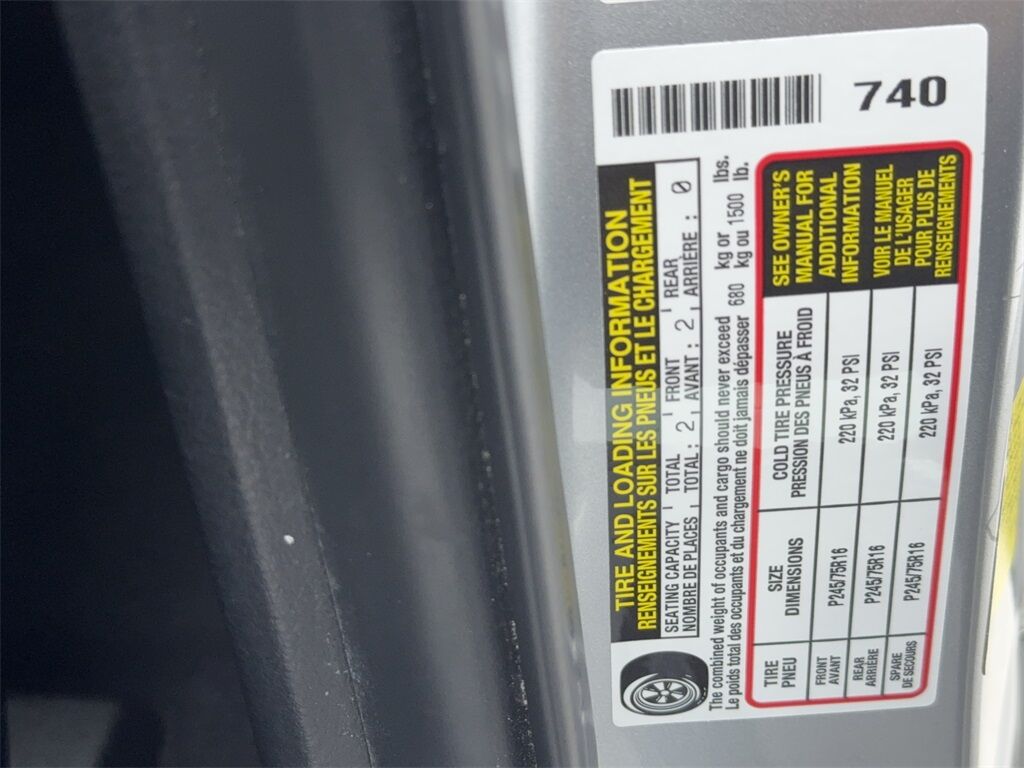 740
TIRE AND LOADING INFORMATION
RENSEIGNEMENTS SUR LES PNEUS ET LE CHARGEMENT
SEATING CAPACITY TOTAL 2 FRONT 2 REAR 0
NOMBRE DE PLACES TOTAL: AVANT: ARRIÈRE:
The combined weight of occupants and cargo should never exceed 680 kg or 1500 lbs.
Le poids total des occupants et du chargement ne doit jamais dépasser kg ou lb.
TIRE SIZE COLD TIRE PRESSURE
PNEU DIMENSIONS PRESSION DES PNEUS À FROID
FRONT
AVANT P245/75R16 220 kPa, 32 PSI
REAR
ARRIÈRE P245/75R16 220 kPa, 32 PSI
SPARE
DE SECOURS P245/75R16 220 kPa, 32 PSI
SEE OWNER'S
MANUAL FOR
ADDITIONAL
INFORMATION
VOIR LE MANUEL
DE L'USAGER
POUR PLUS DE
RENSEIGNEMENTS